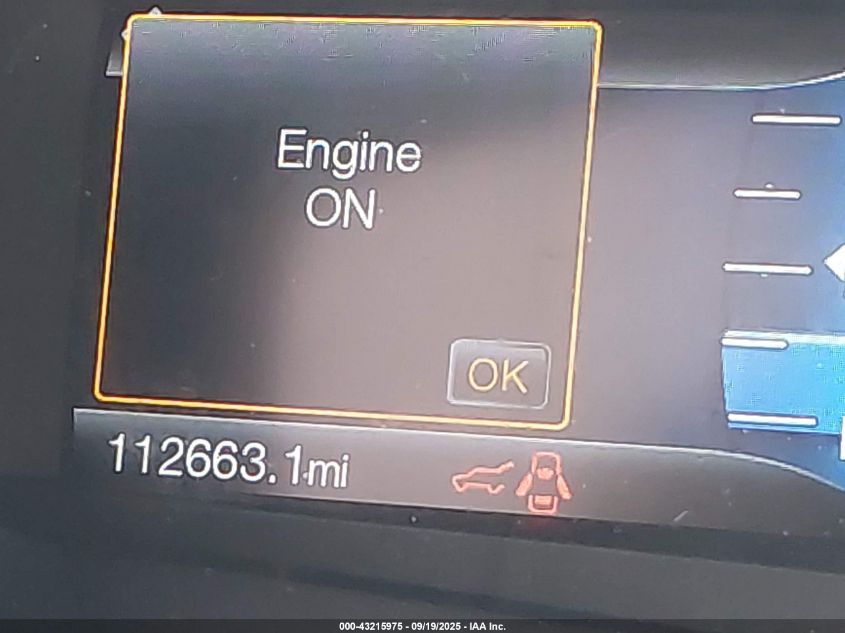 Engine
ON
OK
112663.1mi
000-43215975 - 09/19/2025 - IAA Inc.